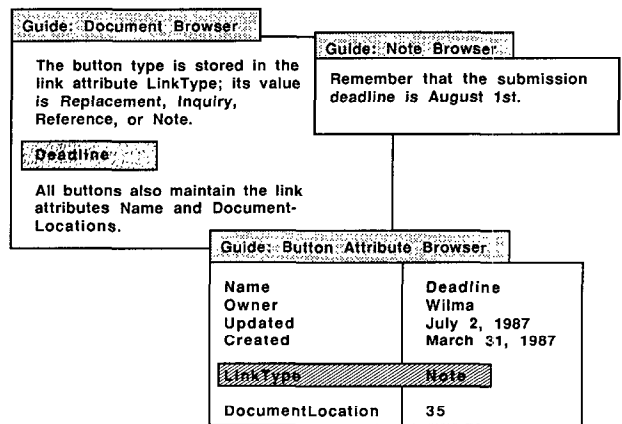 Guide: Document Browser
The button type is stored in the
link attribute LinkType; its value
is Replacement, Inquiry,
Reference, or Note.
Deadline
All buttons also maintain the link
attributes Name and Document-
Locations.
Guide: Note Browser
Remember that the submission
deadline is August 1st.
Guide: Button Attribute Browser
Name Deadline
Owner Wilma
Updated July 2, 1987
Created March 31, 1987
LinkType Note
DocumentLocation 35